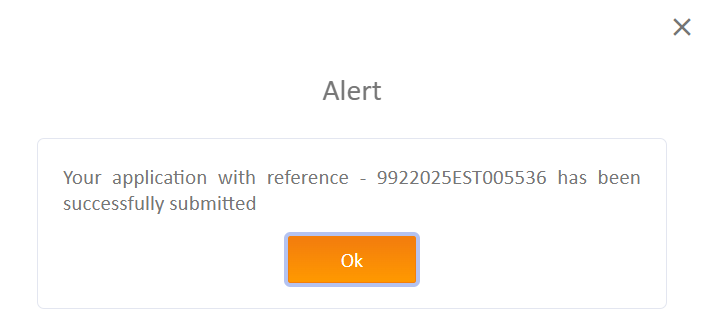 Alert
Your application with reference - 9922025EST005536 has been
successfully submitted
Ok